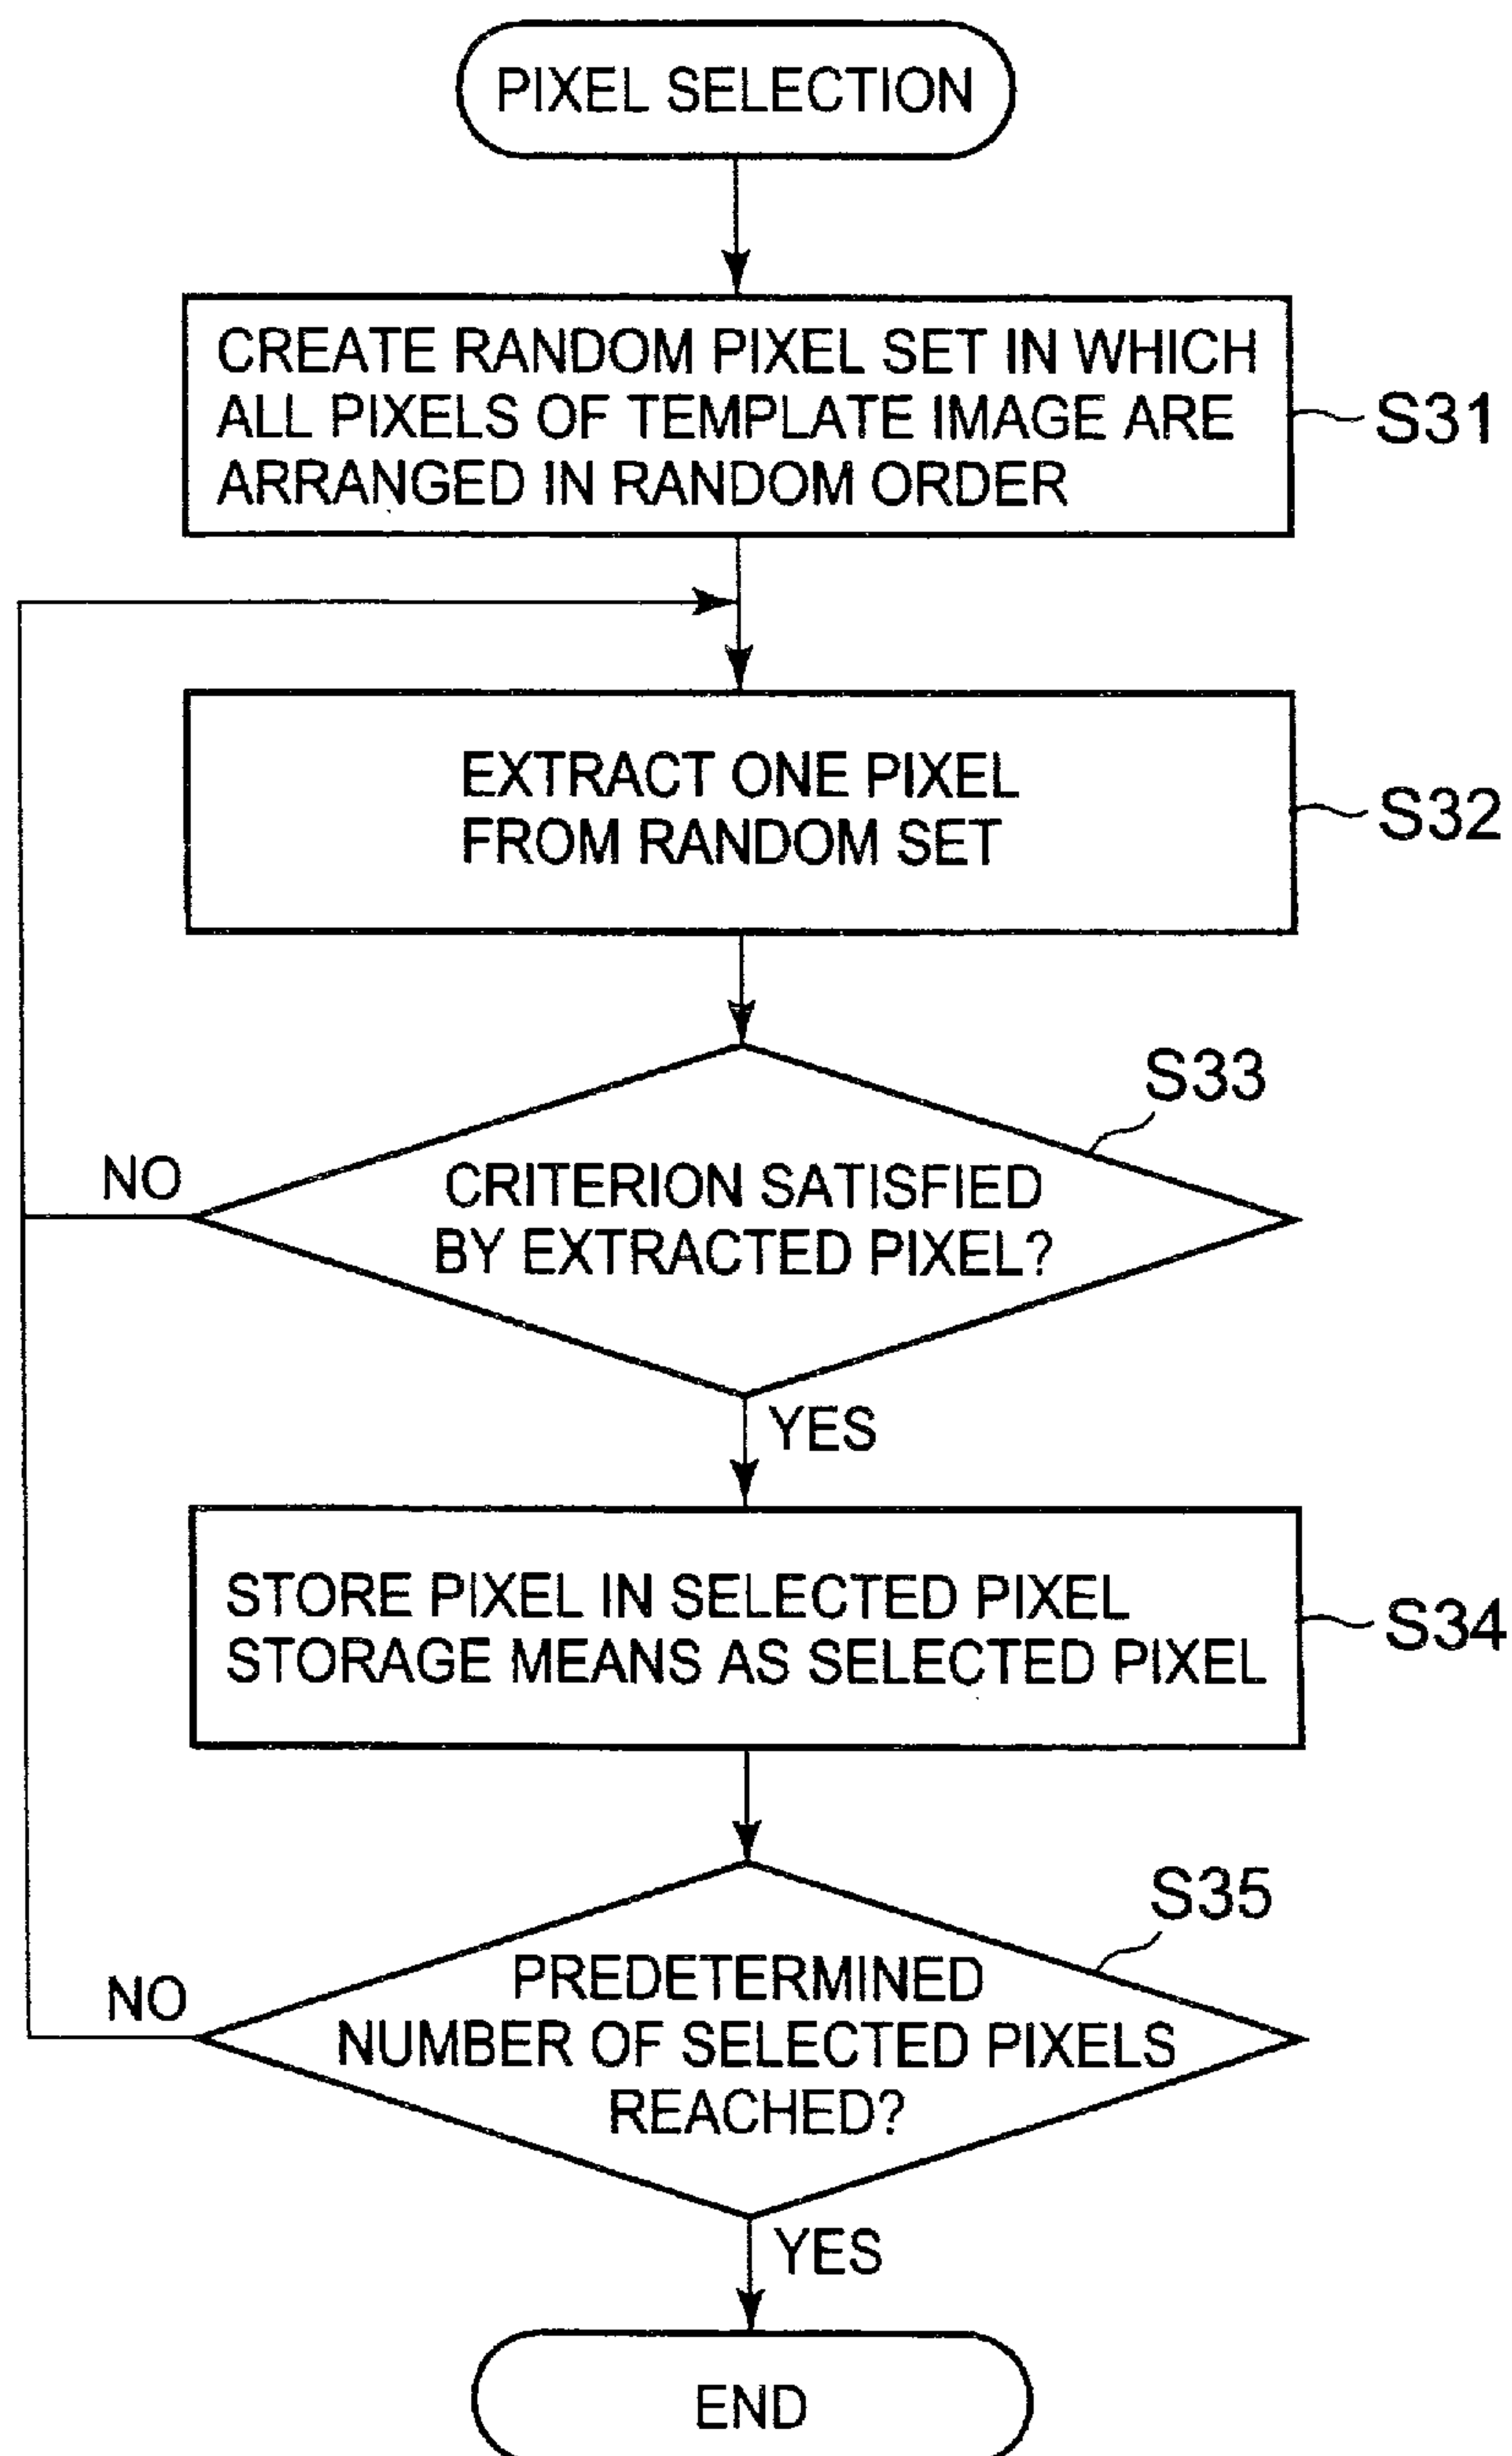 PIXEL SELECTION
CREATE RANDOM PIXEL SET IN WHICH
ALL PIXELS OF TEMPLATE IMAGE ARE
ARRANGED IN RANDOM ORDER
S31
EXTRACT ONE PIXEL
FROM RANDOM SET
S32
S33
CRITERION SATISFIED
BY EXTRACTED PIXEL?
NO
YES
STORE PIXEL IN SELECTED PIXEL
STORAGE MEANS AS SELECTED PIXEL
S34
S35
PREDETERMINED
NUMBER OF SELECTED PIXELS
REACHED?
NO
YES
END